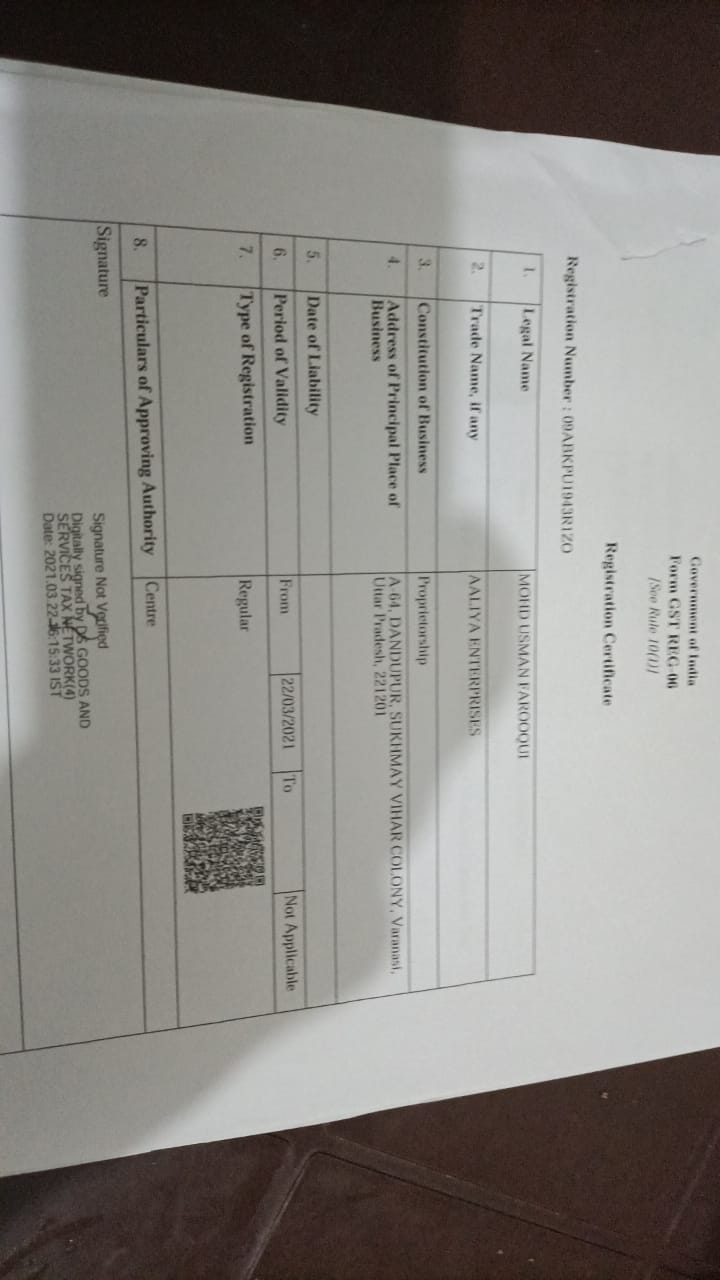 Government of India
Form GST REG-06
[See Rule 10(1)]
Registration Certificate
Registration Number : 09ABKPU1943R1ZO
1. Legal Name MOHD USMAN FAROOQUI
2. Trade Name, if any AALIYA ENTERPRISES
3. Constitution of Business Proprietorship
4. Address of Principal Place of Business A-64, DANDUPUR, SUKHMAY VIHAR COLONY, Varanasi, Uttar Pradesh, 221201
5. Date of Liability
6. Period of Validity From 22/03/2021 To Not Applicable
7. Type of Registration Regular
8. Particulars of Approving Authority Centre
Signature
Signature Not Verified
Digitally signed by DS GOODS AND
SERVICES TAX NETWORK(4)
Date: 2021.03.22 16:15:33 IST